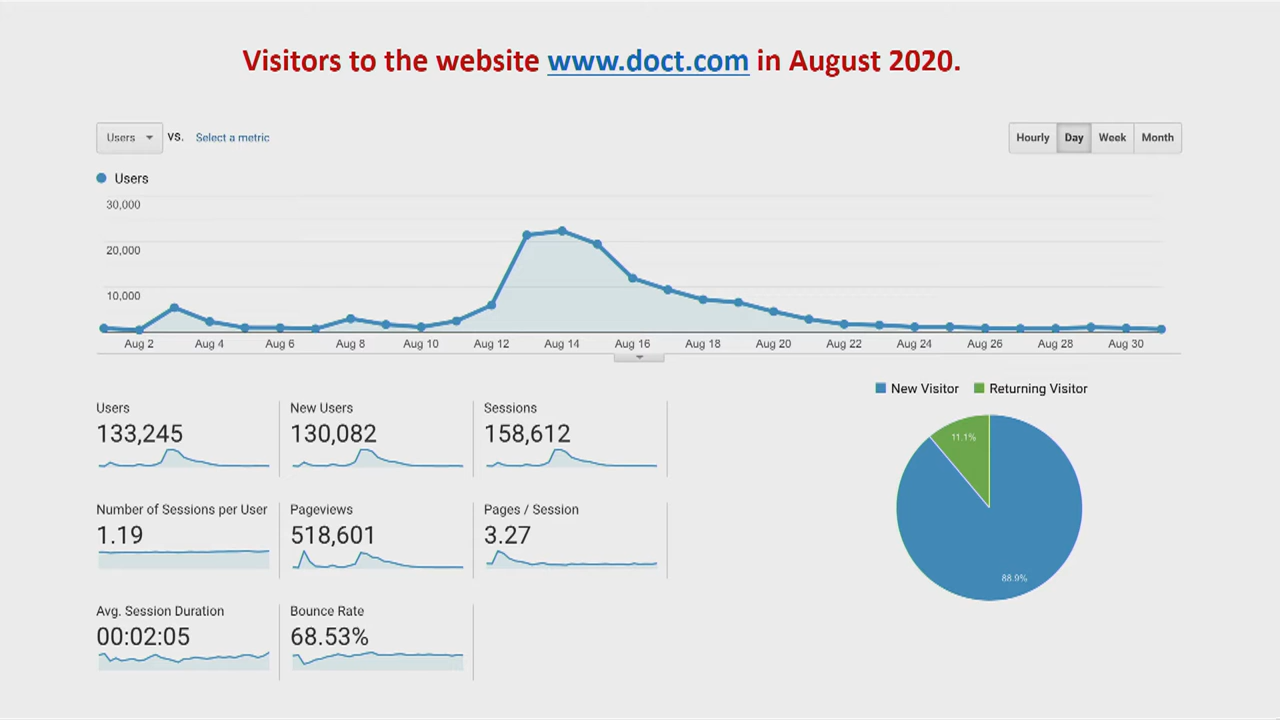 Visitors to the website www.doct.com in August 2020.
Users VS. Select a metric
Hourly Day Week Month
Users
30,000
20,000
10,000
Aug 2 Aug 4 Aug 6 Aug 8 Aug 10 Aug 12 Aug 14 Aug 16 Aug 18 Aug 20 Aug 22 Aug 24 Aug 26 Aug 28 Aug 30
New Visitor Returning Visitor
11.1%
88.9%
Users New Users Sessions
133,245 130,082 158,612
Number of Sessions per User Pageviews Pages / Session
1.19 518,601 3.27
Avg. Session Duration Bounce Rate
00:02:05 68.53%